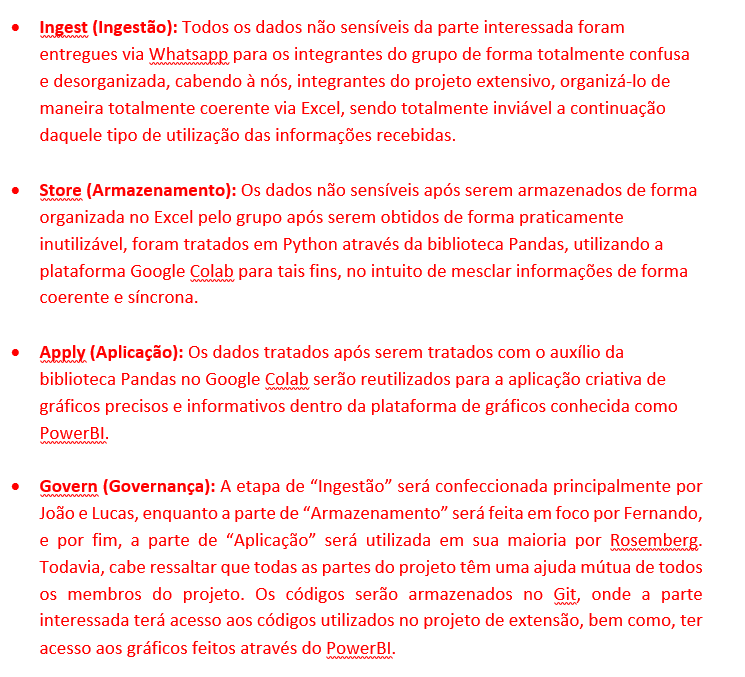 • Ingest (Ingestão): Todos os dados não sensíveis da parte interessada foram
entregues via Whatsapp para os integrantes do grupo de forma totalmente confusa
e desorganizada, cabendo à nós, integrantes do projeto extensivo, organizá-lo de
maneira totalmente coerente via Excel, sendo totalmente inviável a continuação
daquele tipo de utilização das informações recebidas.
• Store (Armazenamento): Os dados não sensíveis após serem armazenados de forma
organizada no Excel pelo grupo após serem obtidos de forma praticamente
inutilizável, foram tratados em Python através da biblioteca Pandas, utilizando a
plataforma Google Colab para tais fins, no intuito de mesclar informações de forma
coerente e síncrona.
• Apply (Aplicação): Os dados tratados após serem tratados com o auxílio da
biblioteca Pandas no Google Colab serão reutilizados para a aplicação criativa de
gráficos precisos e informativos dentro da plataforma de gráficos conhecida como
PowerBI.
• Govern (Governança): A etapa de “Ingestão” será confeccionada principalmente por
João e Lucas, enquanto a parte de “Armazenamento” será feita em foco por Fernando,
e por fim, a parte de “Aplicação” será utilizada em sua maioria por Rosemberg.
Todavia, cabe ressaltar que todas as partes do projeto têm uma ajuda mútua de todos
os membros do projeto. Os códigos serão armazenados no Git, onde a parte
interessada terá acesso aos códigos utilizados no projeto de extensão, bem como, ter
acesso aos gráficos feitos através do PowerBI.